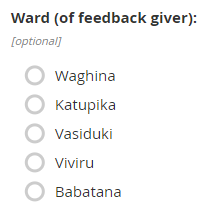 Ward (of feedback giver):
[optional]
Waghina
Katupika
Vasiduki
Viviru
Babatana